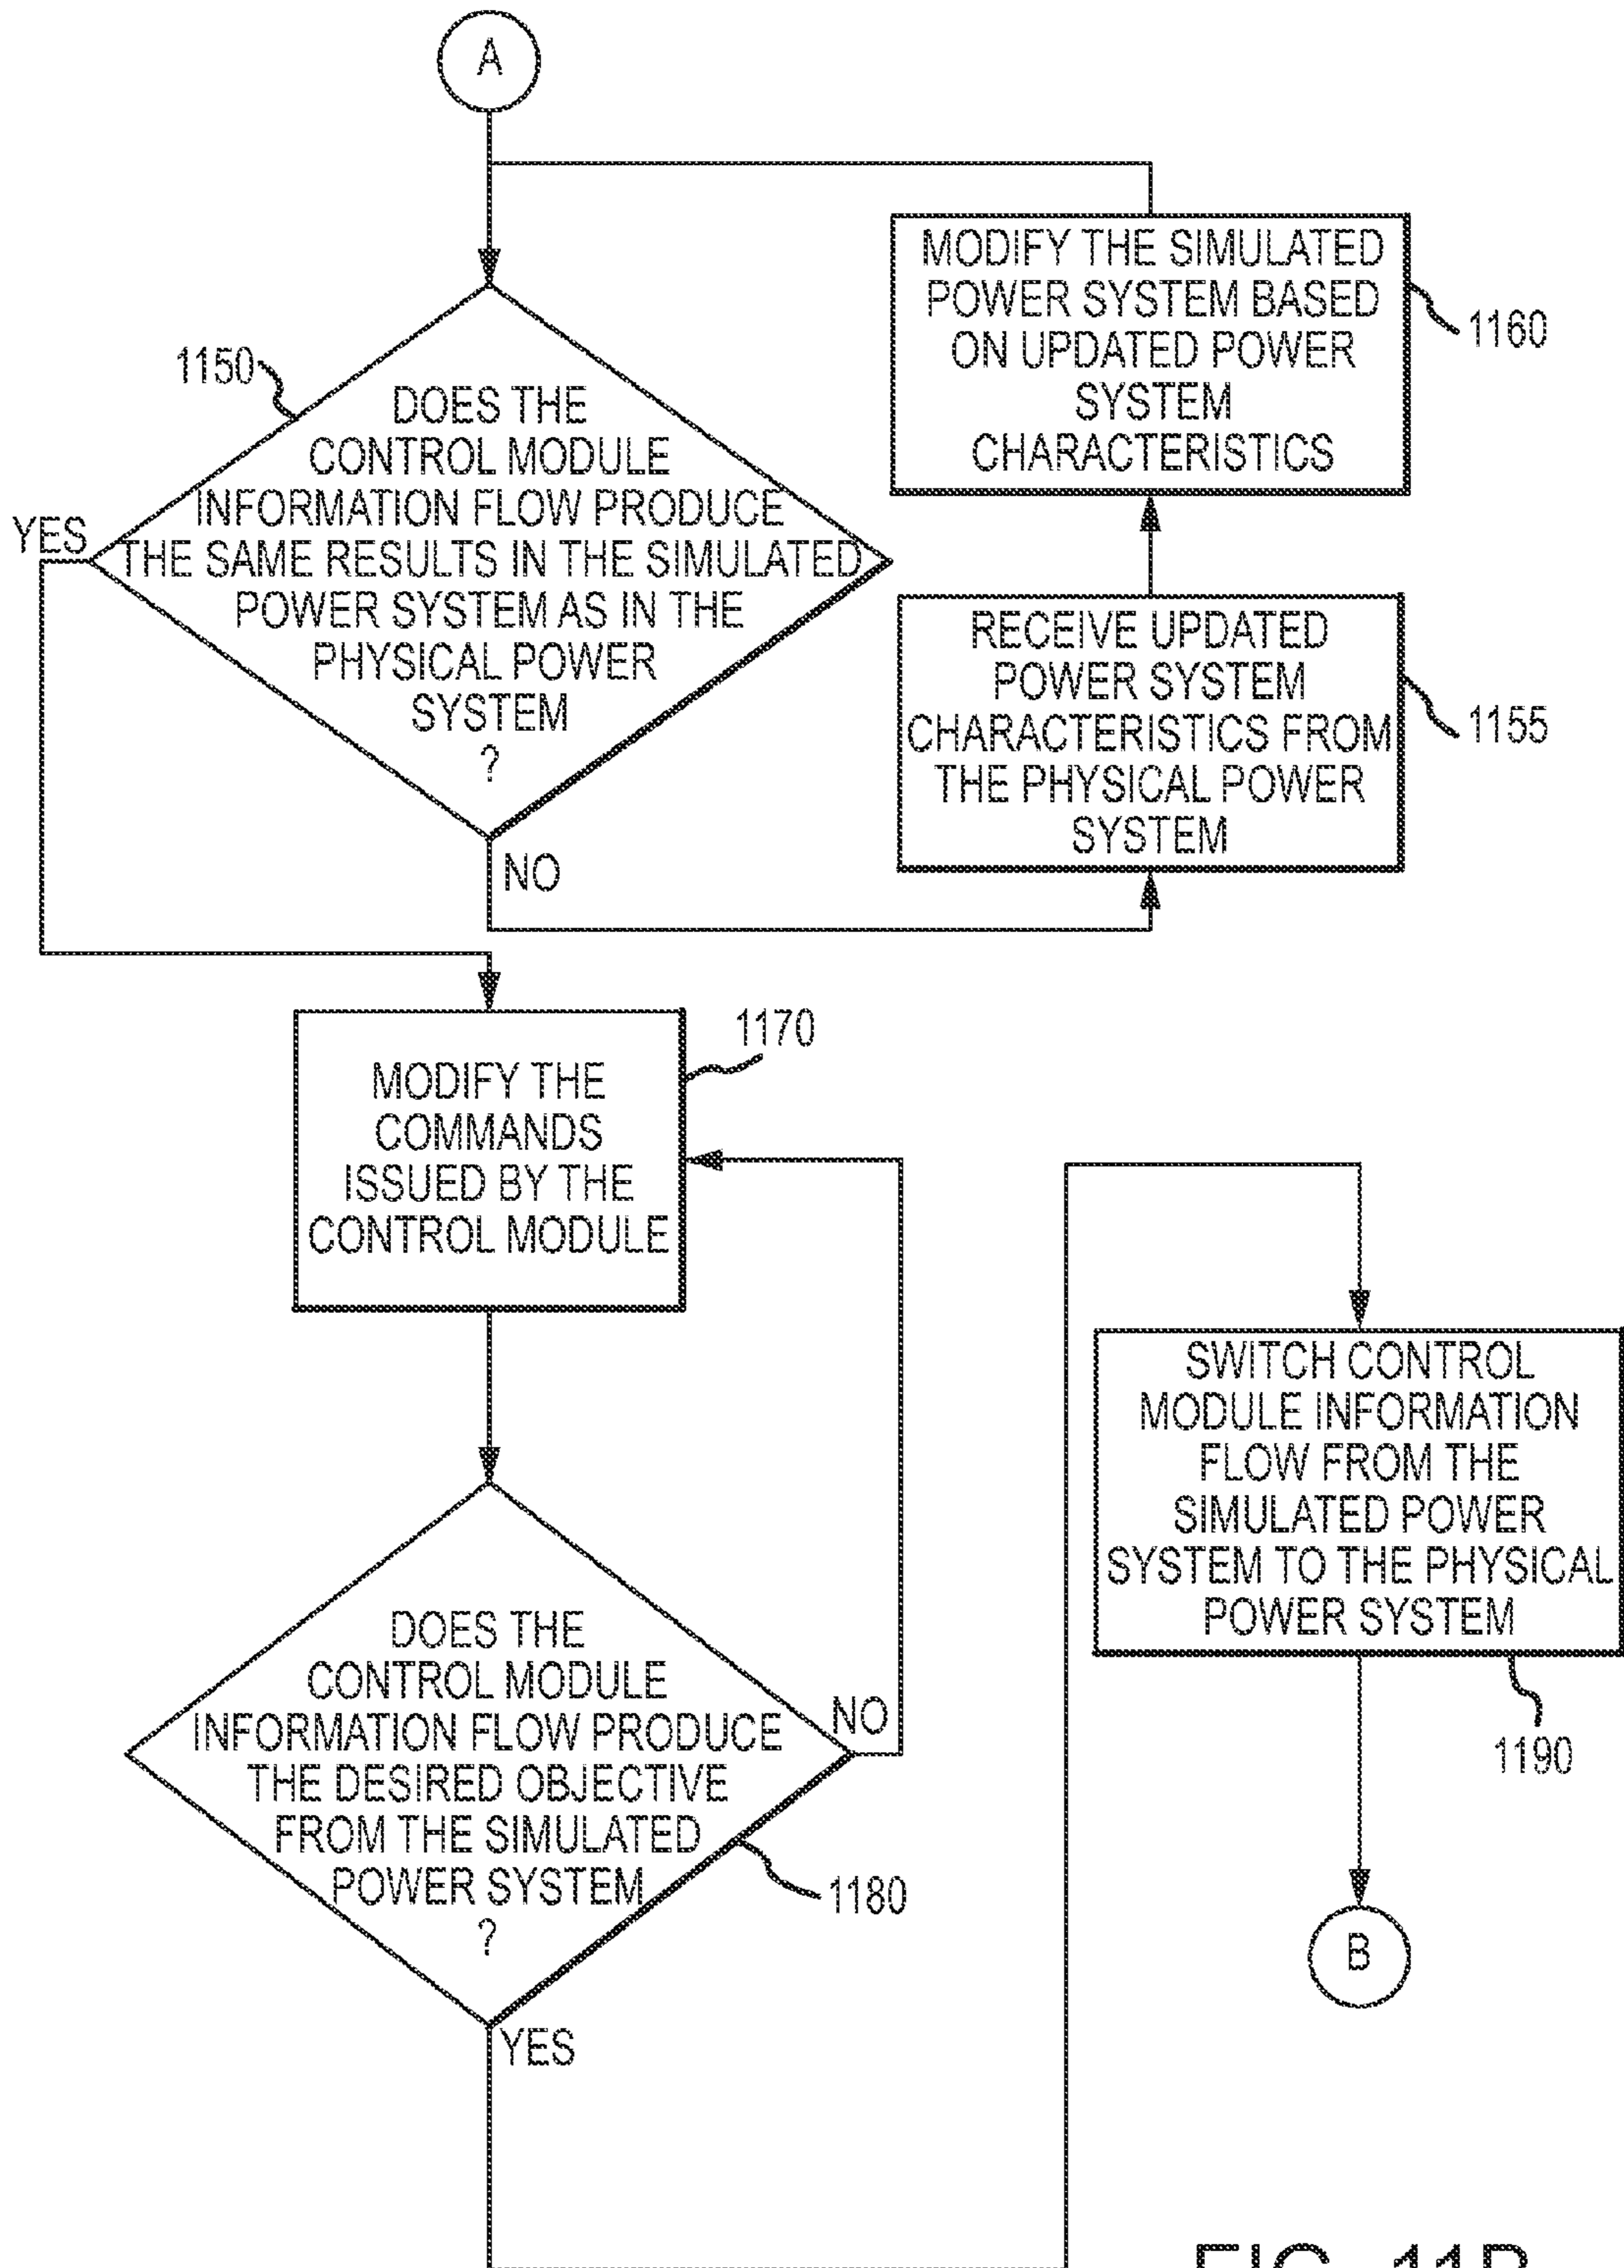 A
1150
DOES THE
CONTROL MODULE
INFORMATION FLOW PRODUCE
THE SAME RESULTS IN THE SIMULATED
POWER SYSTEM AS IN THE
PHYSICAL POWER
SYSTEM
?
YES
NO
MODIFY THE SIMULATED
POWER SYSTEM BASED
ON UPDATED POWER
SYSTEM
CHARACTERISTICS
1160
RECEIVE UPDATED
POWER SYSTEM
CHARACTERISTICS FROM
THE PHYSICAL POWER
SYSTEM
1155
MODIFY THE
COMMANDS
ISSUED BY THE
CONTROL MODULE
1170
DOES THE
CONTROL MODULE
INFORMATION FLOW PRODUCE
THE DESIRED OBJECTIVE
FROM THE SIMULATED
POWER SYSTEM
?
NO
1180
YES
SWITCH CONTROL
MODULE INFORMATION
FLOW FROM THE
SIMULATED POWER
SYSTEM TO THE PHYSICAL
POWER SYSTEM
1190
B
FIG. 11B